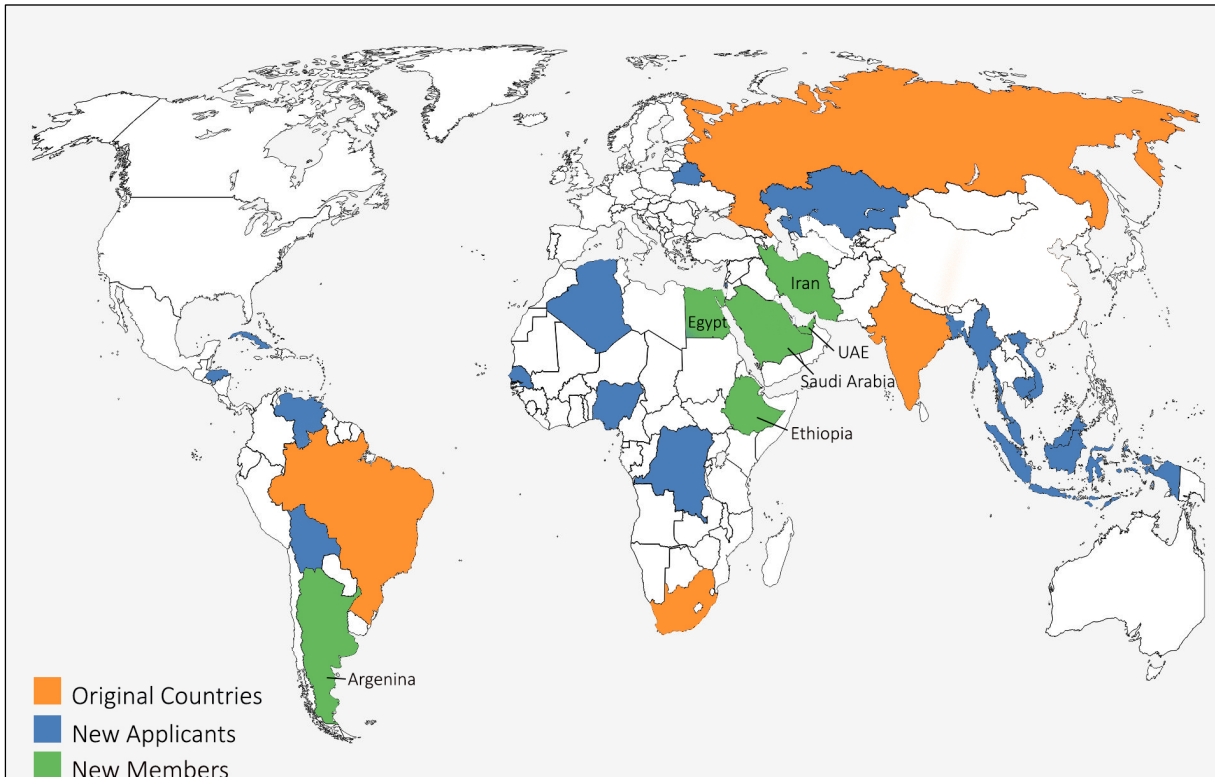 Iran
Egypt
UAE
Saudi Arabia
Ethiopia
Argenina
Original Countries
New Applicants
New Members